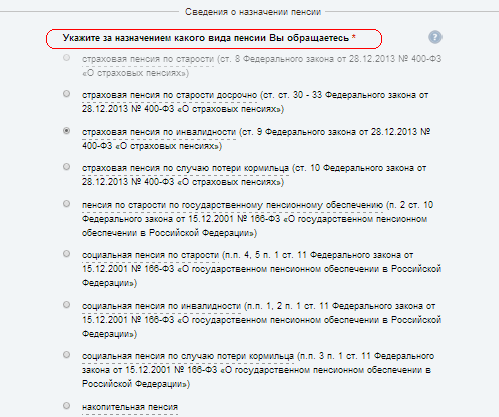 Сведения о назначении пенсии
Укажите за назначением какого вида пенсии Вы обращаетесь *
?
страховая пенсия по старости (ст. 8 Федерального закона от 28.12.2013 № 400-ФЗ
«О страховых пенсиях»)
страховая пенсия по старости досрочно (ст. ст. 30 - 33 Федерального закона от
28.12.2013 № 400-ФЗ «О страховых пенсиях»)
страховая пенсия по инвалидности (ст. 9 Федерального закона от 28.12.2013 №
400-ФЗ «О страховых пенсиях»)
страховая пенсия по случаю потери кормильца (ст. 10 Федерального закона от
28.12.2013 № 400-ФЗ «О страховых пенсиях»)
пенсия по старости по государственному пенсионному обеспечению (п. 2 ст. 10
Федерального закона от 15.12.2001 № 166-ФЗ «О государственном пенсионном
обеспечении в Российской Федерации»)
социальная пенсия по старости (п.п. 4, 5 п. 1 ст. 11 Федерального закона от
15.12.2001 № 166-ФЗ «О государственном пенсионном обеспечении в Российской
Федерации»)
социальная пенсия по инвалидности (п.п. 1, 2 п. 1 ст. 11 Федерального закона от
15.12.2001 № 166-ФЗ «О государственном пенсионном обеспечении в Российской
Федерации»)
социальная пенсия по случаю потери кормильца (п.п. 3 п. 1 ст. 11 Федерального
закона от 15.12.2001 № 166-ФЗ «О государственном пенсионном обеспечении в
Российской Федерации»)
накопительная пенсия